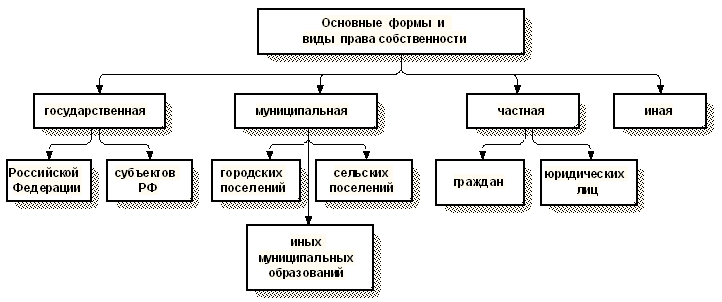 Основные формы и
виды права собственности
государственная
муниципальная
частная
иная
Российской
Федерации
субъектов
РФ
городских
поселений
сельских
поселений
граждан
юридических
лиц
иных
муниципальных
образований